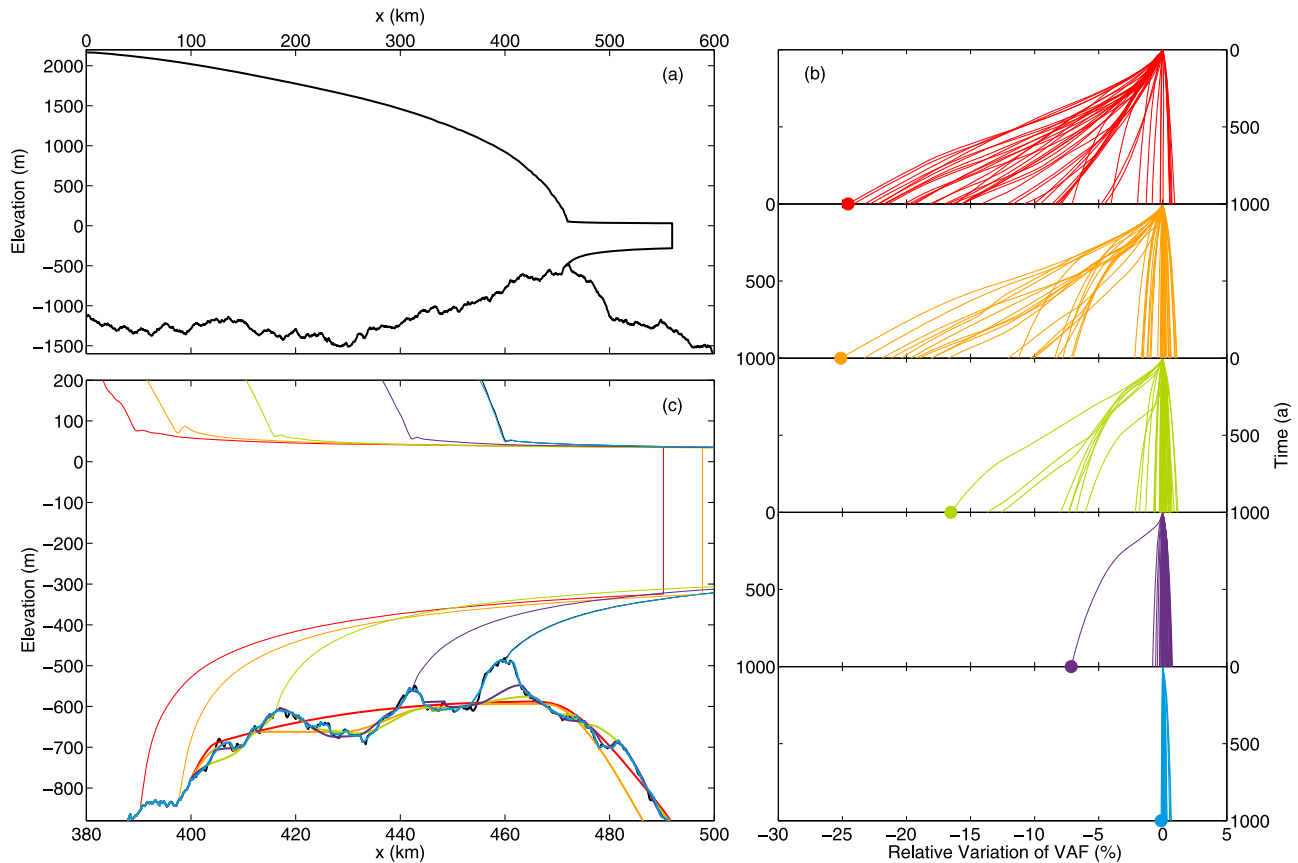 x (km)
0 100 200 300 400 500 600
(a)
Elevation (m)
2000
1500
1000
500
0
−500
−1000
−1500
(c)
Elevation (m)
200
100
0
−100
−200
−300
−400
−500
−600
−700
−800
380 400 420 440 460 480 500
x (km)
(b)
0
500
0 1000
500
1000 0
500
0 1000
500
1000 0
500
1000
Time (a)
−30 −25 −20 −15 −10 −5 0 5
Relative Variation of VAF (%)